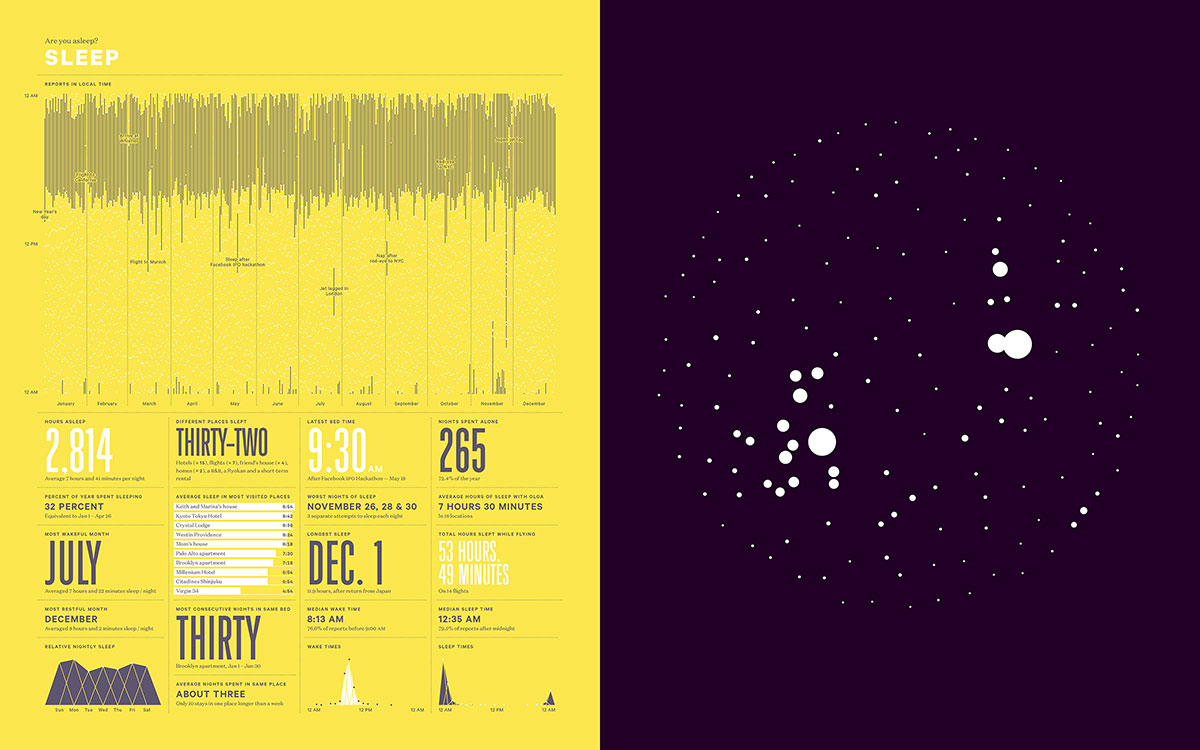 Are you asleep?
SLEEP
REPORTS IN LOCAL TIME
12 AM
New Year's
day
12 PM
Flight to Munich
Sleep after
Facebook IPO hackathon
Nap after
red-eye to NYC
Jet lagged in
London
12 AM
January February March April May June July August September October November December
HOURS ASLEEP
2,814
Average 7 hours and 41 minutes per night
PERCENT OF YEAR SPENT SLEEPING
32 PERCENT
Equivalent to Jan 1 – Apr 26
MOST WAKEFUL MONTH
JULY
Averaged 7 hours and 22 minutes sleep / night
MOST RESTFUL MONTH
DECEMBER
Averaged 8 hours and 2 minutes sleep / night
RELATIVE NIGHTLY SLEEP
Sun Mon Tue Wed Thu Fri Sat
DIFFERENT PLACES SLEPT
THIRTY-TWO
Hotels (×15), flights (×7), friend's house (×4),
homes (×2), a B&B, a Ryokan and a short-term
rental
AVERAGE SLEEP IN MOST VISITED PLACES
Keith and Marina's house 8:54
Kyoto Tokyu Hotel 8:42
Crystal Lodge 8:36
Westin Providence 8:24
Mom's house 8:18
Palo Alto apartment 7:30
Brooklyn apartment 7:18
Millenium Hotel 6:54
Citadines Shinjuku 6:54
Virgin 34 4:54
MOST CONSECUTIVE NIGHTS IN SAME BED
THIRTY
Brooklyn apartment, Jan 1 – Jan 30
AVERAGE NIGHTS SPENT IN SAME PLACE
ABOUT THREE
Only 10 stays in one place longer than a week
LATEST BED TIME
9:30 AM
After Facebook IPO Hackathon — May 18
WORST NIGHTS OF SLEEP
NOVEMBER 26, 28 & 30
3 separate attempts to sleep each night
LONGEST SLEEP
DEC. 1
11.9 hours, after return from Japan
MEDIAN WAKE TIME
8:13 AM
76.0% of reports before 9:00 AM
WAKE TIMES
12 AM 12 PM 12 AM
NIGHTS SPENT ALONE
265
72.4% of the year
AVERAGE HOURS OF SLEEP WITH OLGA
7 HOURS 30 MINUTES
In 18 locations
TOTAL HOURS SLEPT WHILE FLYING
53 HOURS,
49 MINUTES
On 14 flights
MEDIAN SLEEP TIME
12:35 AM
79.5% of reports after midnight
SLEEP TIMES
12 AM 12 PM 12 AM